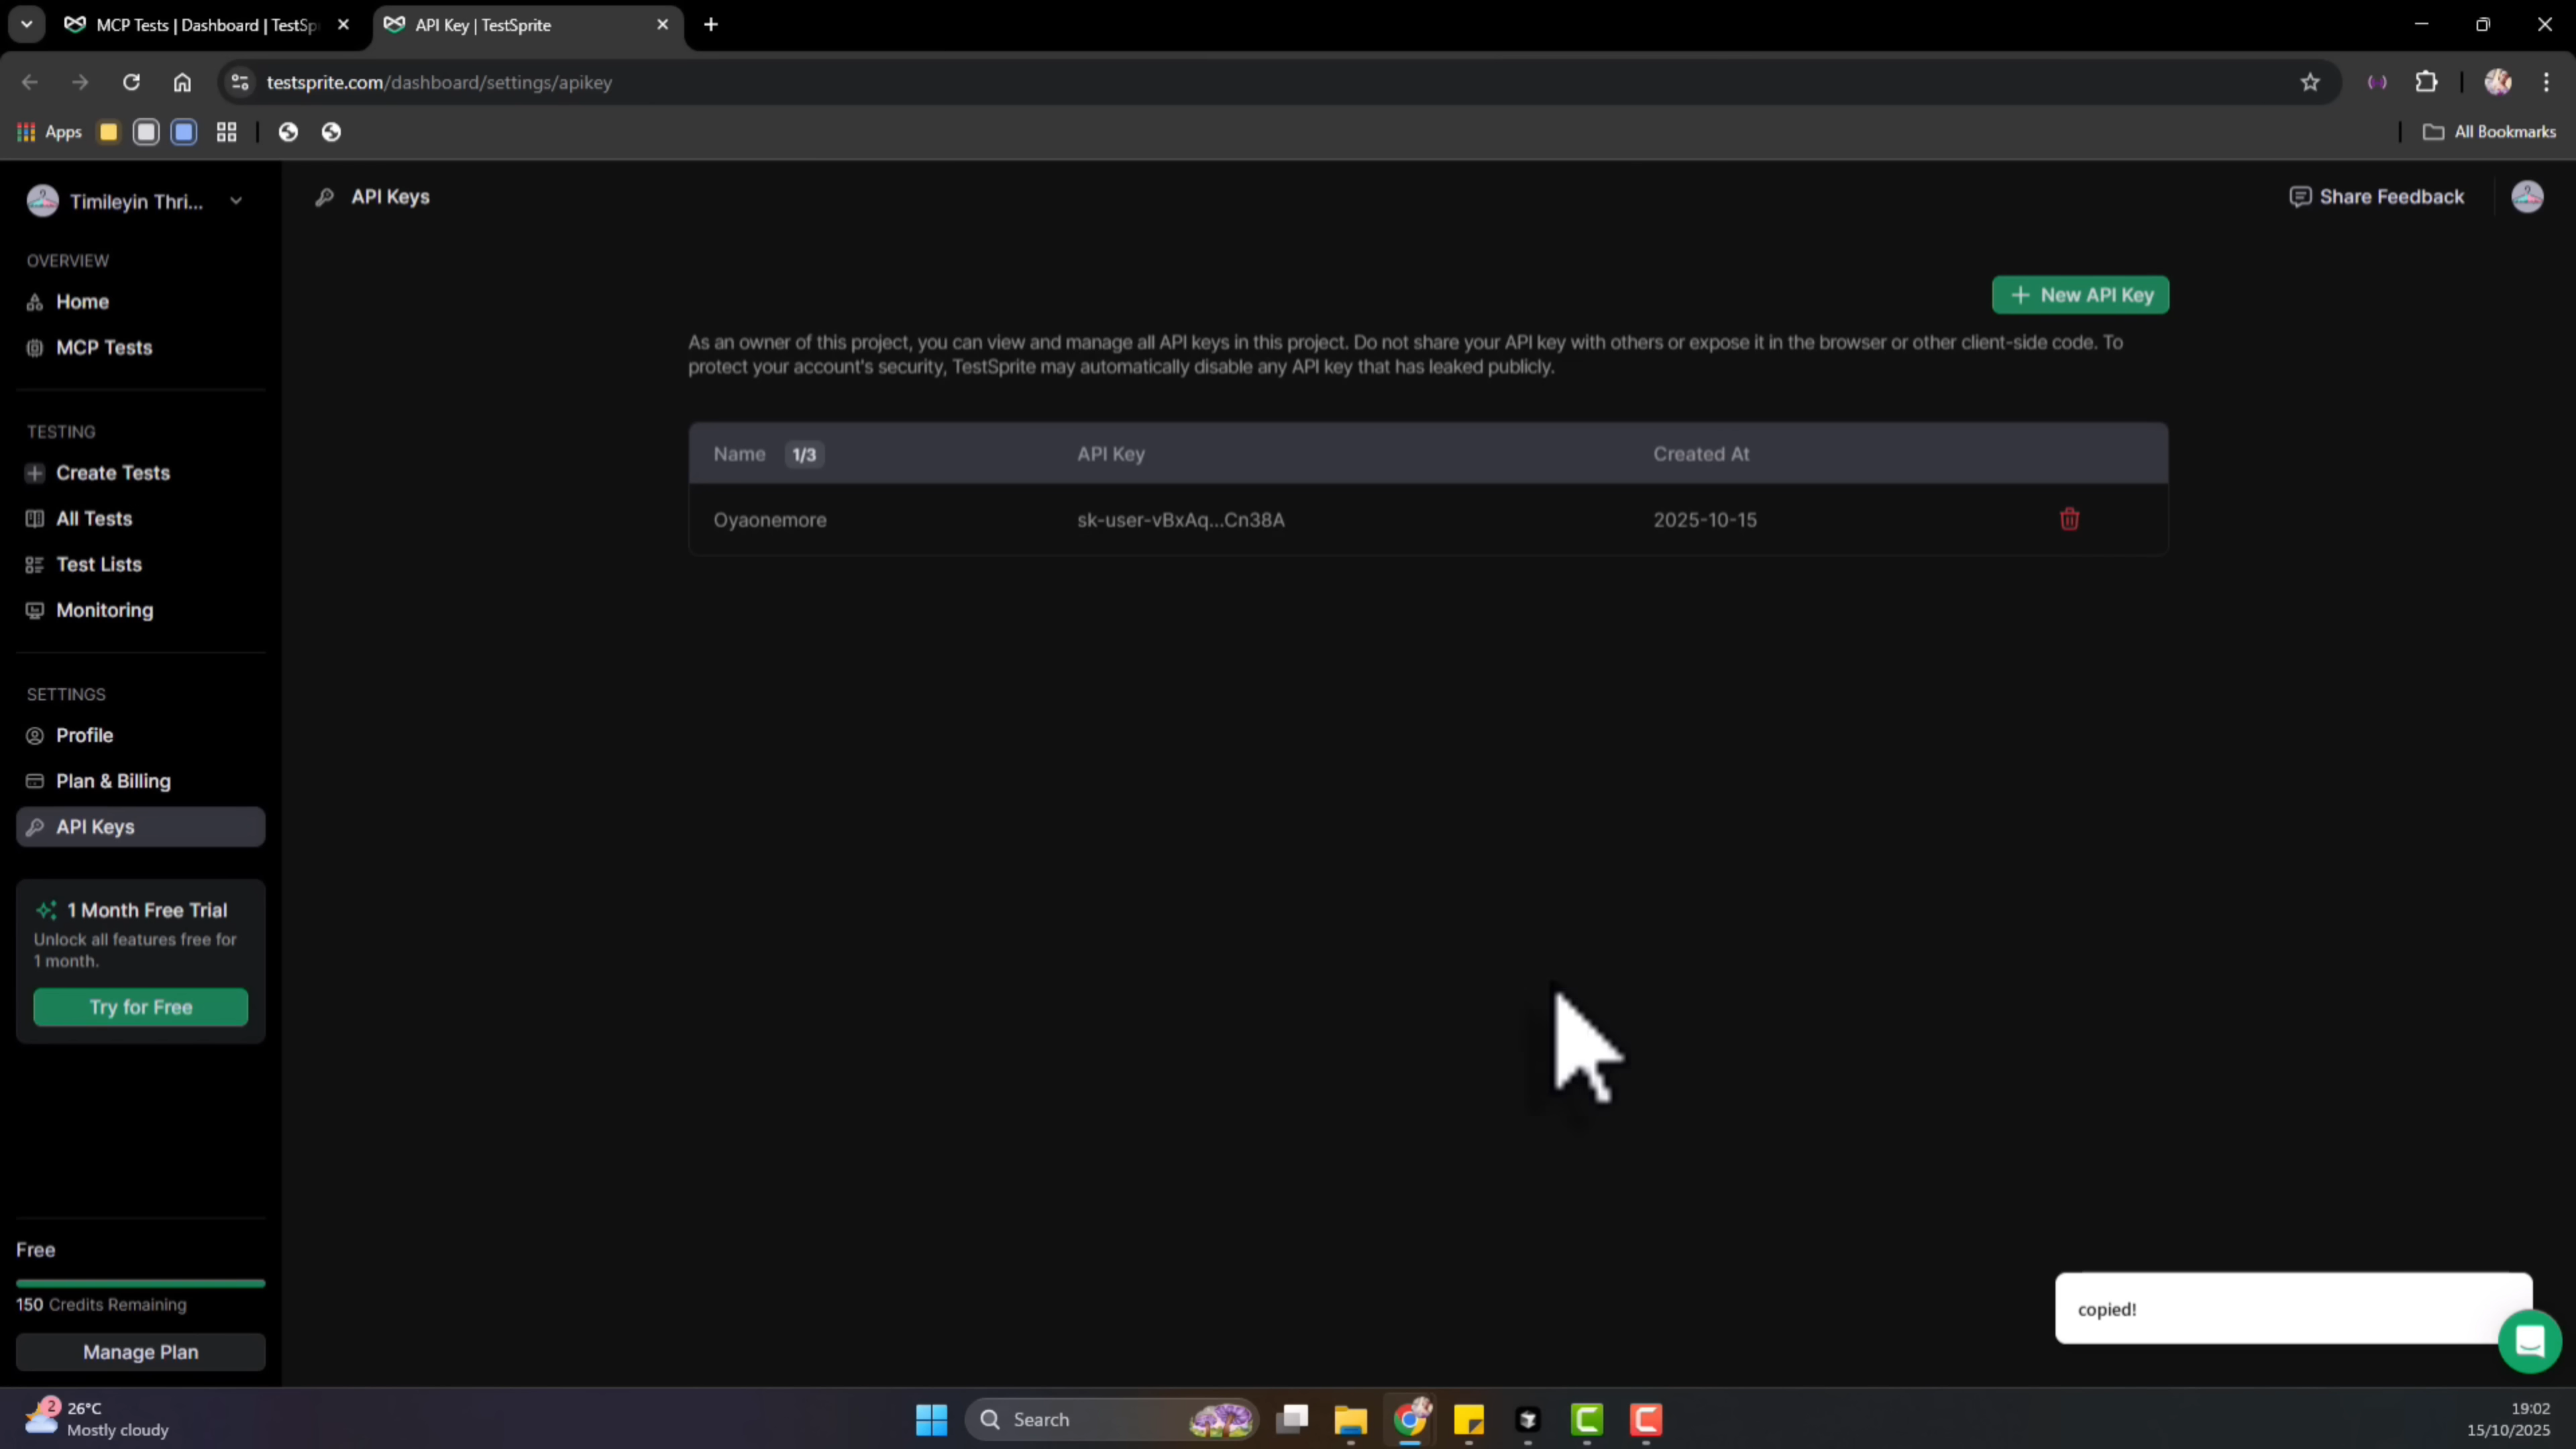 MCP Tests | Dashboard | TestSp
API Key | TestSprite
testsprite.com/dashboard/settings/apikey
Apps
All Bookmarks
Timileyin Thri...
API Keys
Share Feedback
OVERVIEW
Home
MCP Tests
New API Key
As an owner of this project, you can view and manage all API keys in this project. Do not share your API key with others or expose it in the browser or other client-side code. To
protect your account's security, TestSprite may automatically disable any API key that has leaked publicly.
TESTING
Create Tests
All Tests
Test Lists
Monitoring
Name 1/3 API Key Created At
Oyaonemore sk-user-vBxAq...Cn38A 2025-10-15
SETTINGS
Profile
Plan & Billing
API Keys
1 Month Free Trial
Unlock all features free for
1 month.
Try for Free
Free
150 Credits Remaining
Manage Plan
copied!
2
26°C
Mostly cloudy
Search
19:02
15/10/2025